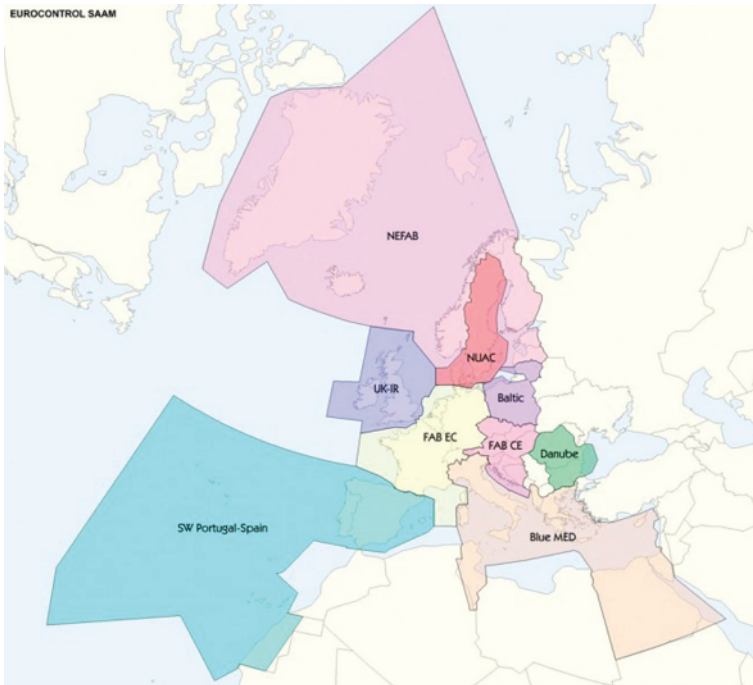 EUROCONTROL SAAM
NEFAB
NUAC
UK-IR
Baltic
FAB EC
FAB CE
Danube
SW Portugal-Spain
Blue MED